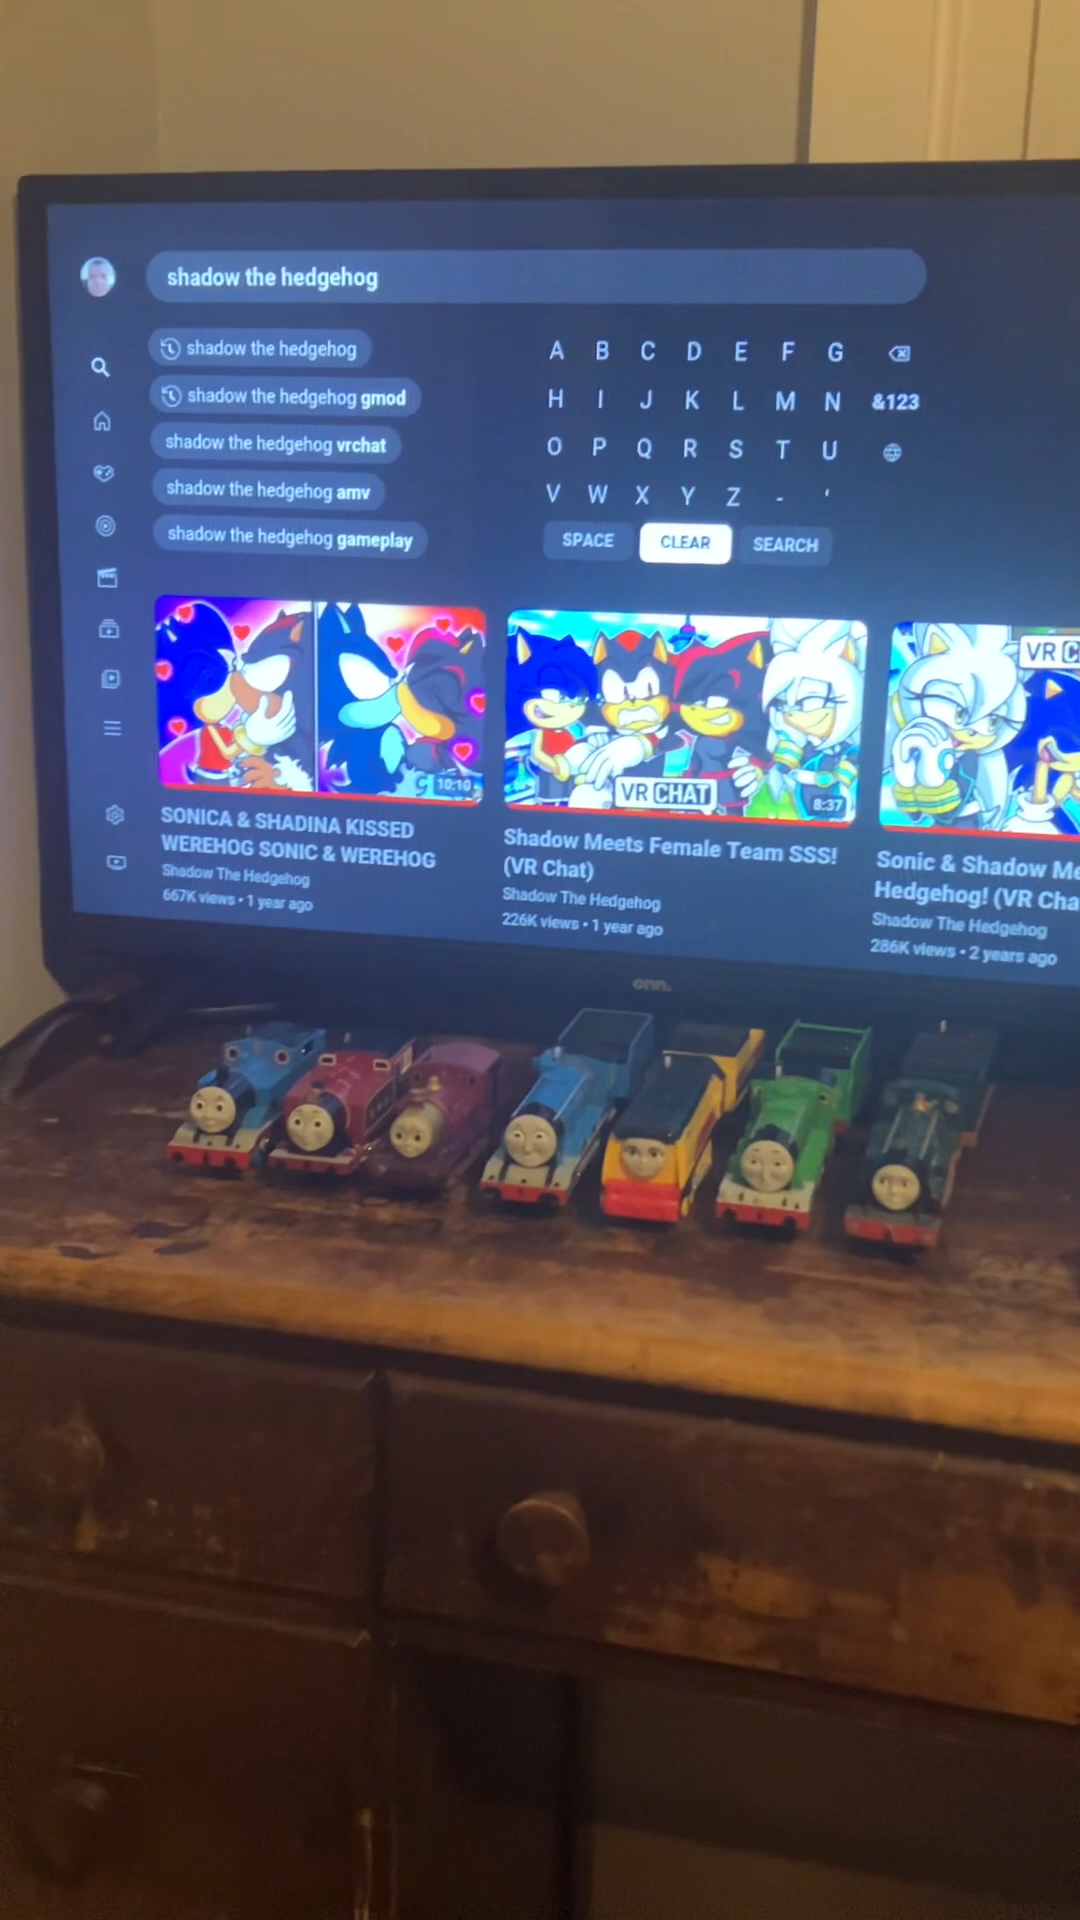 shadow the hedgehog
shadow the hedgehog
shadow the hedgehog gmod
shadow the hedgehog vrchat
shadow the hedgehog amv
shadow the hedgehog gameplay
A B C D E F G
H I J K L M N &123
O P Q R S T U
V W X Y Z - '
SPACE CLEAR SEARCH
10:10
SONICA & SHADINA KISSED
WEREHOG SONIC & WEREHOG
Shadow The Hedgehog
667K views • 1 year ago
VR CHAT
8:37
Shadow Meets Female Team SSS!
(VR Chat)
Shadow The Hedgehog
226K views • 1 year ago
VR C
Sonic & Shadow Me
Hedgehog! (VR Cha
Shadow The Hedgehog
286K views • 2 years ago
onn.